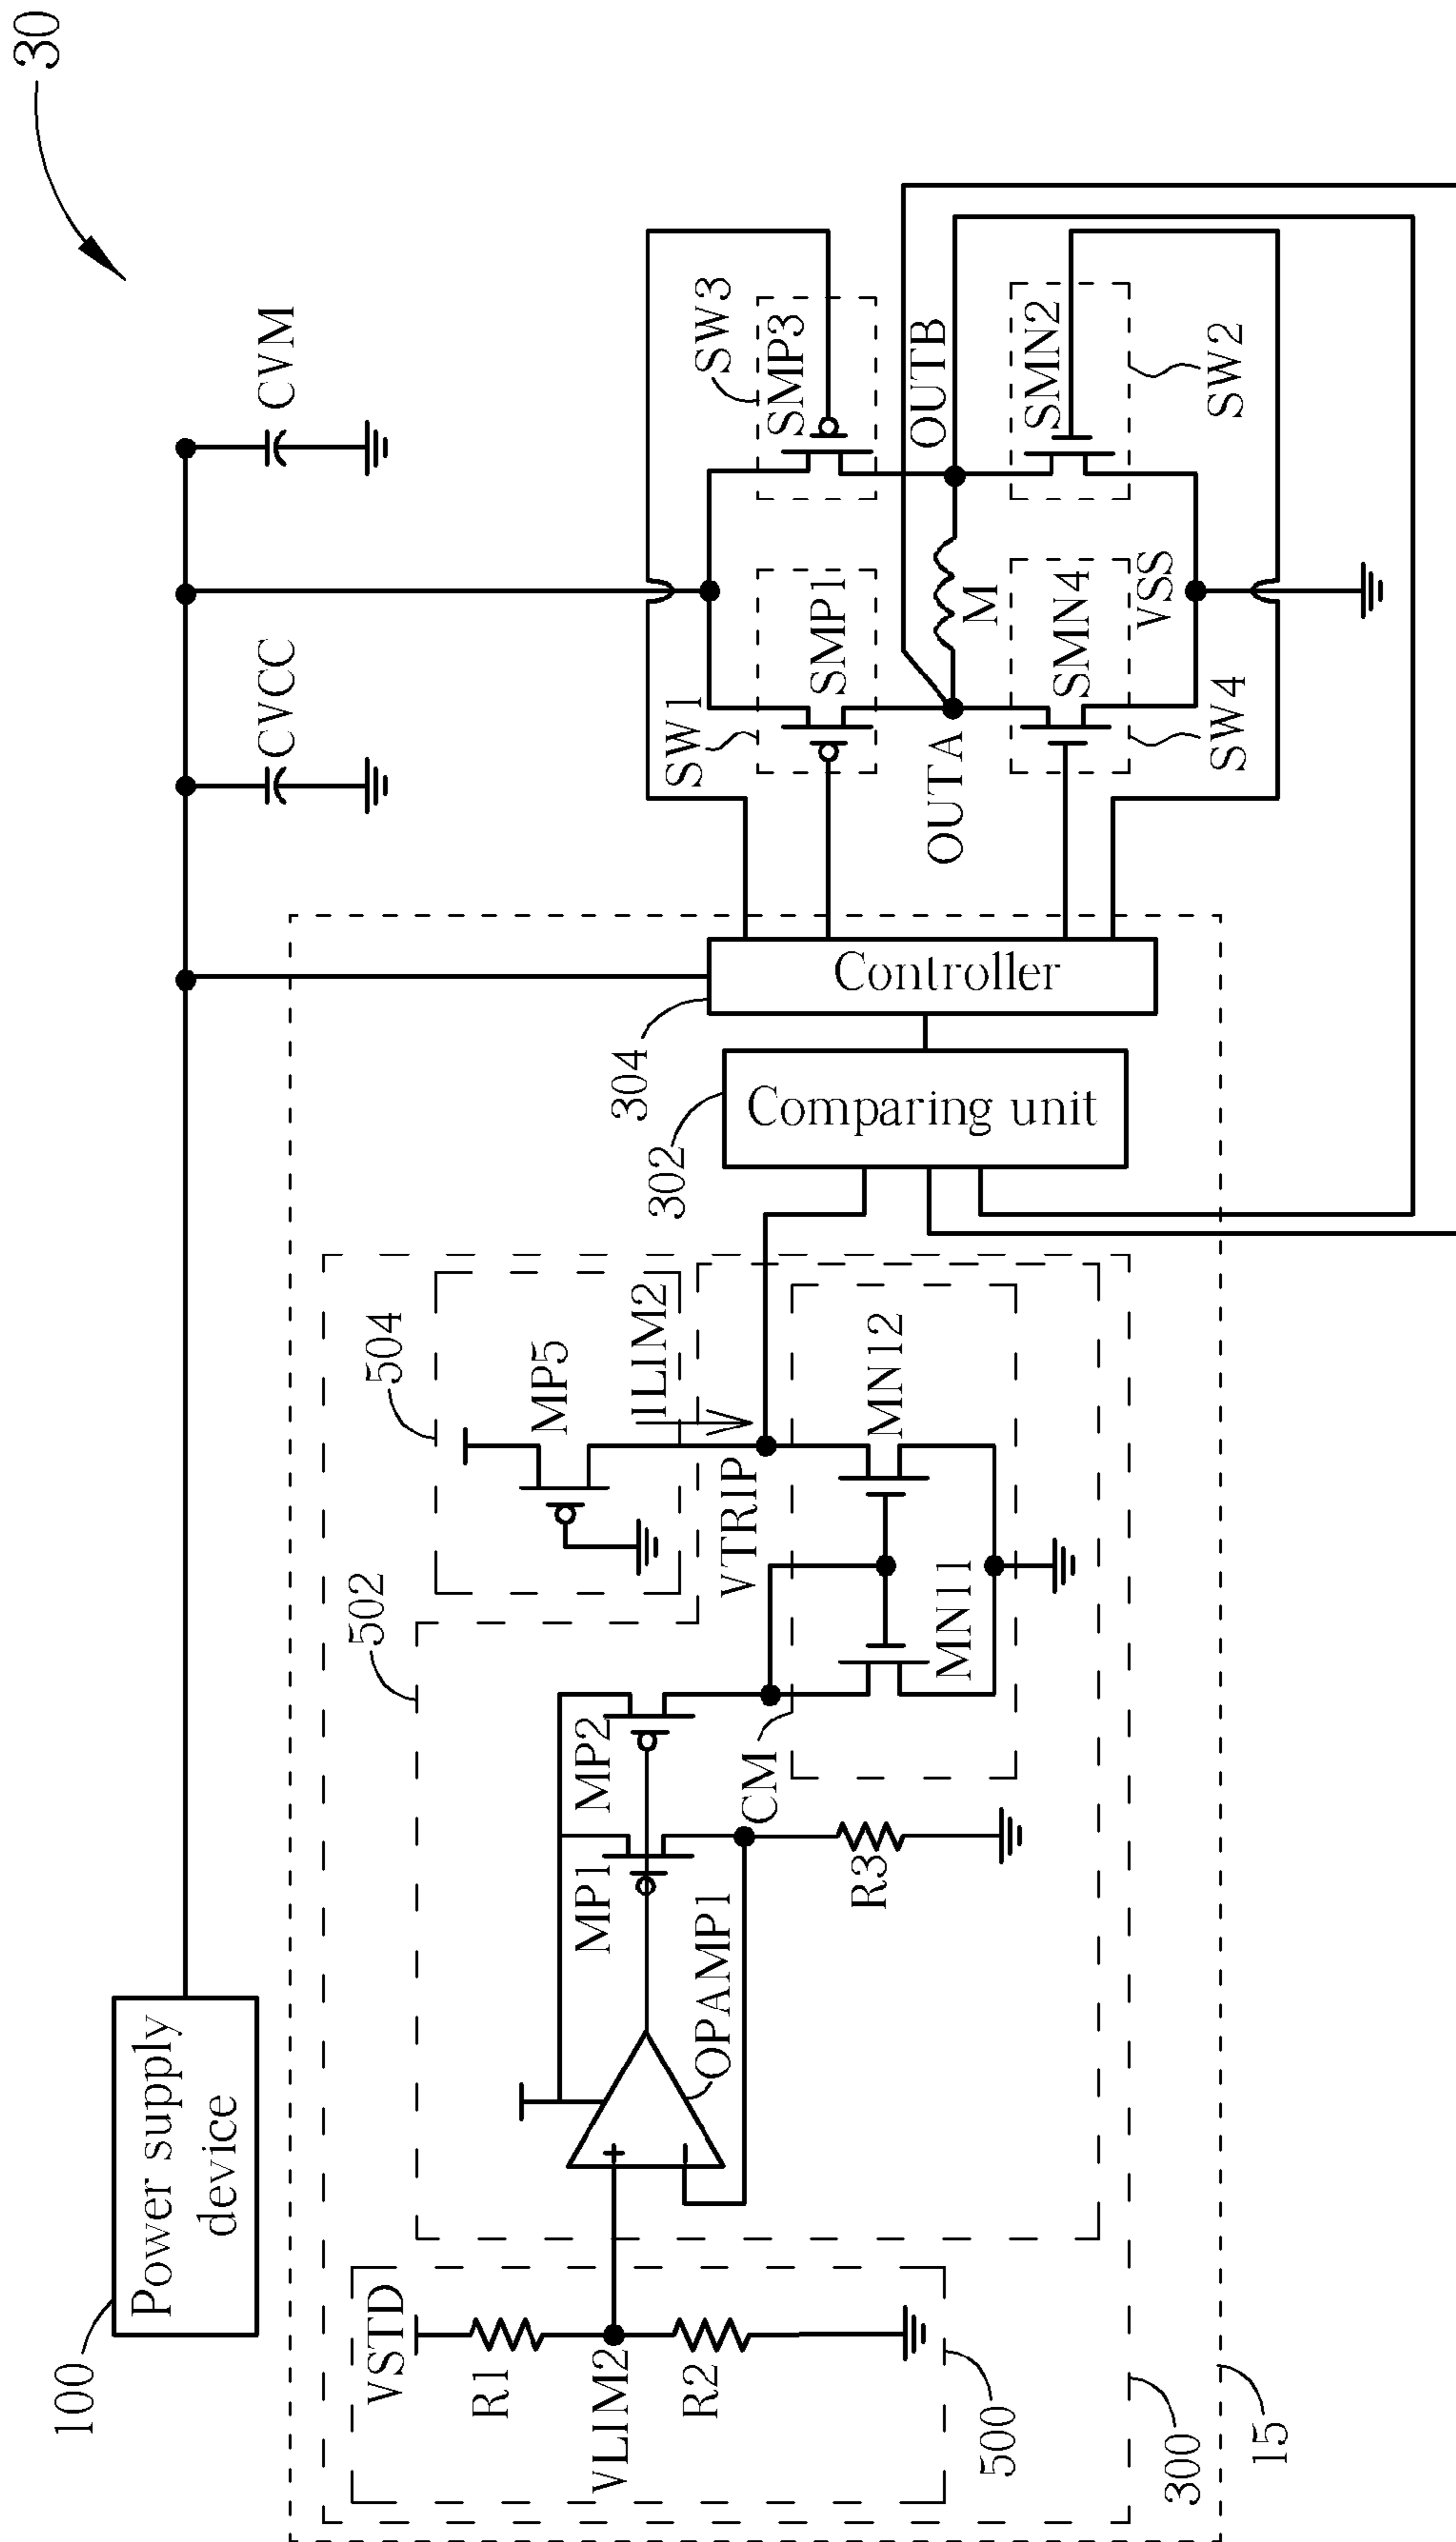 30
100
Power supply
device
CVCC
CVM
SW1
SMP1
SW3
SMP3
OUTA
M
OUTB
SMN4
SW4
VSS
SMN2
SW2
304
Controller
302
Comparing unit
504
MP5
ILIM2
502
VTRIP
MP1
MP2
CM
MN11
MN12
OPAMP1
R3
VSTD
R1
VLIM2
R2
500
300
15